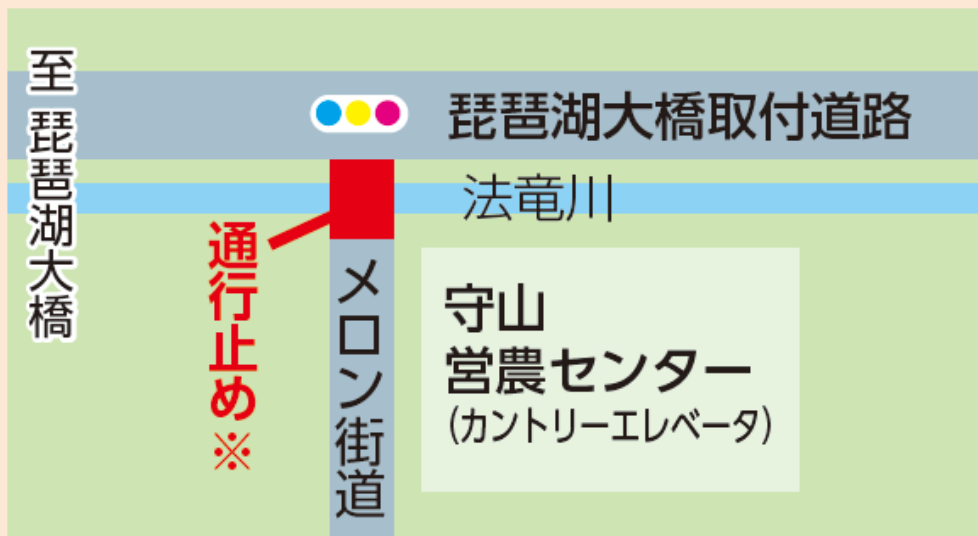 至 琵琶湖大橋
琵琶湖大橋取付道路
法竜川
通行止め※
メロン街道
守山
営農センター
(カントリーエレベータ)